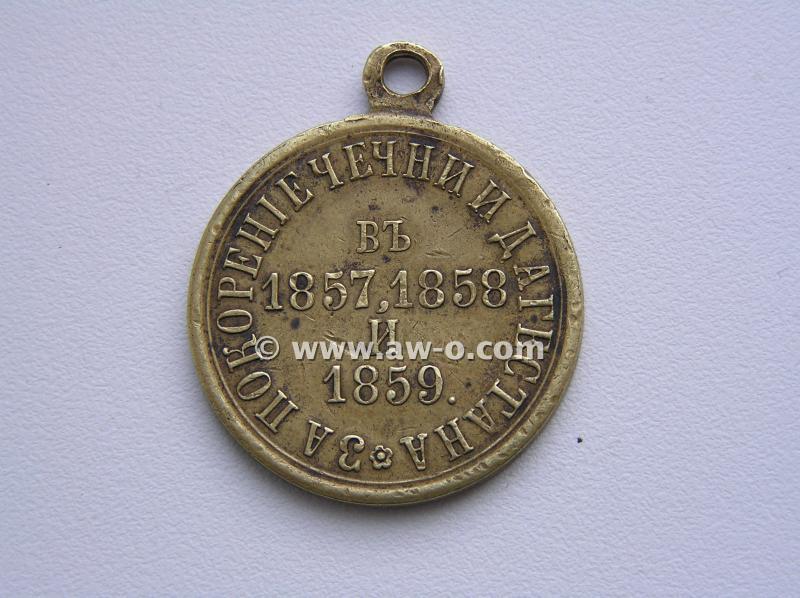 ЗА ПОКОРЕНІЕ ЧЕЧНИ И ДАГЕСТАНА
ВЪ
1857, 1858
И
© www.aw-o.com
1859.